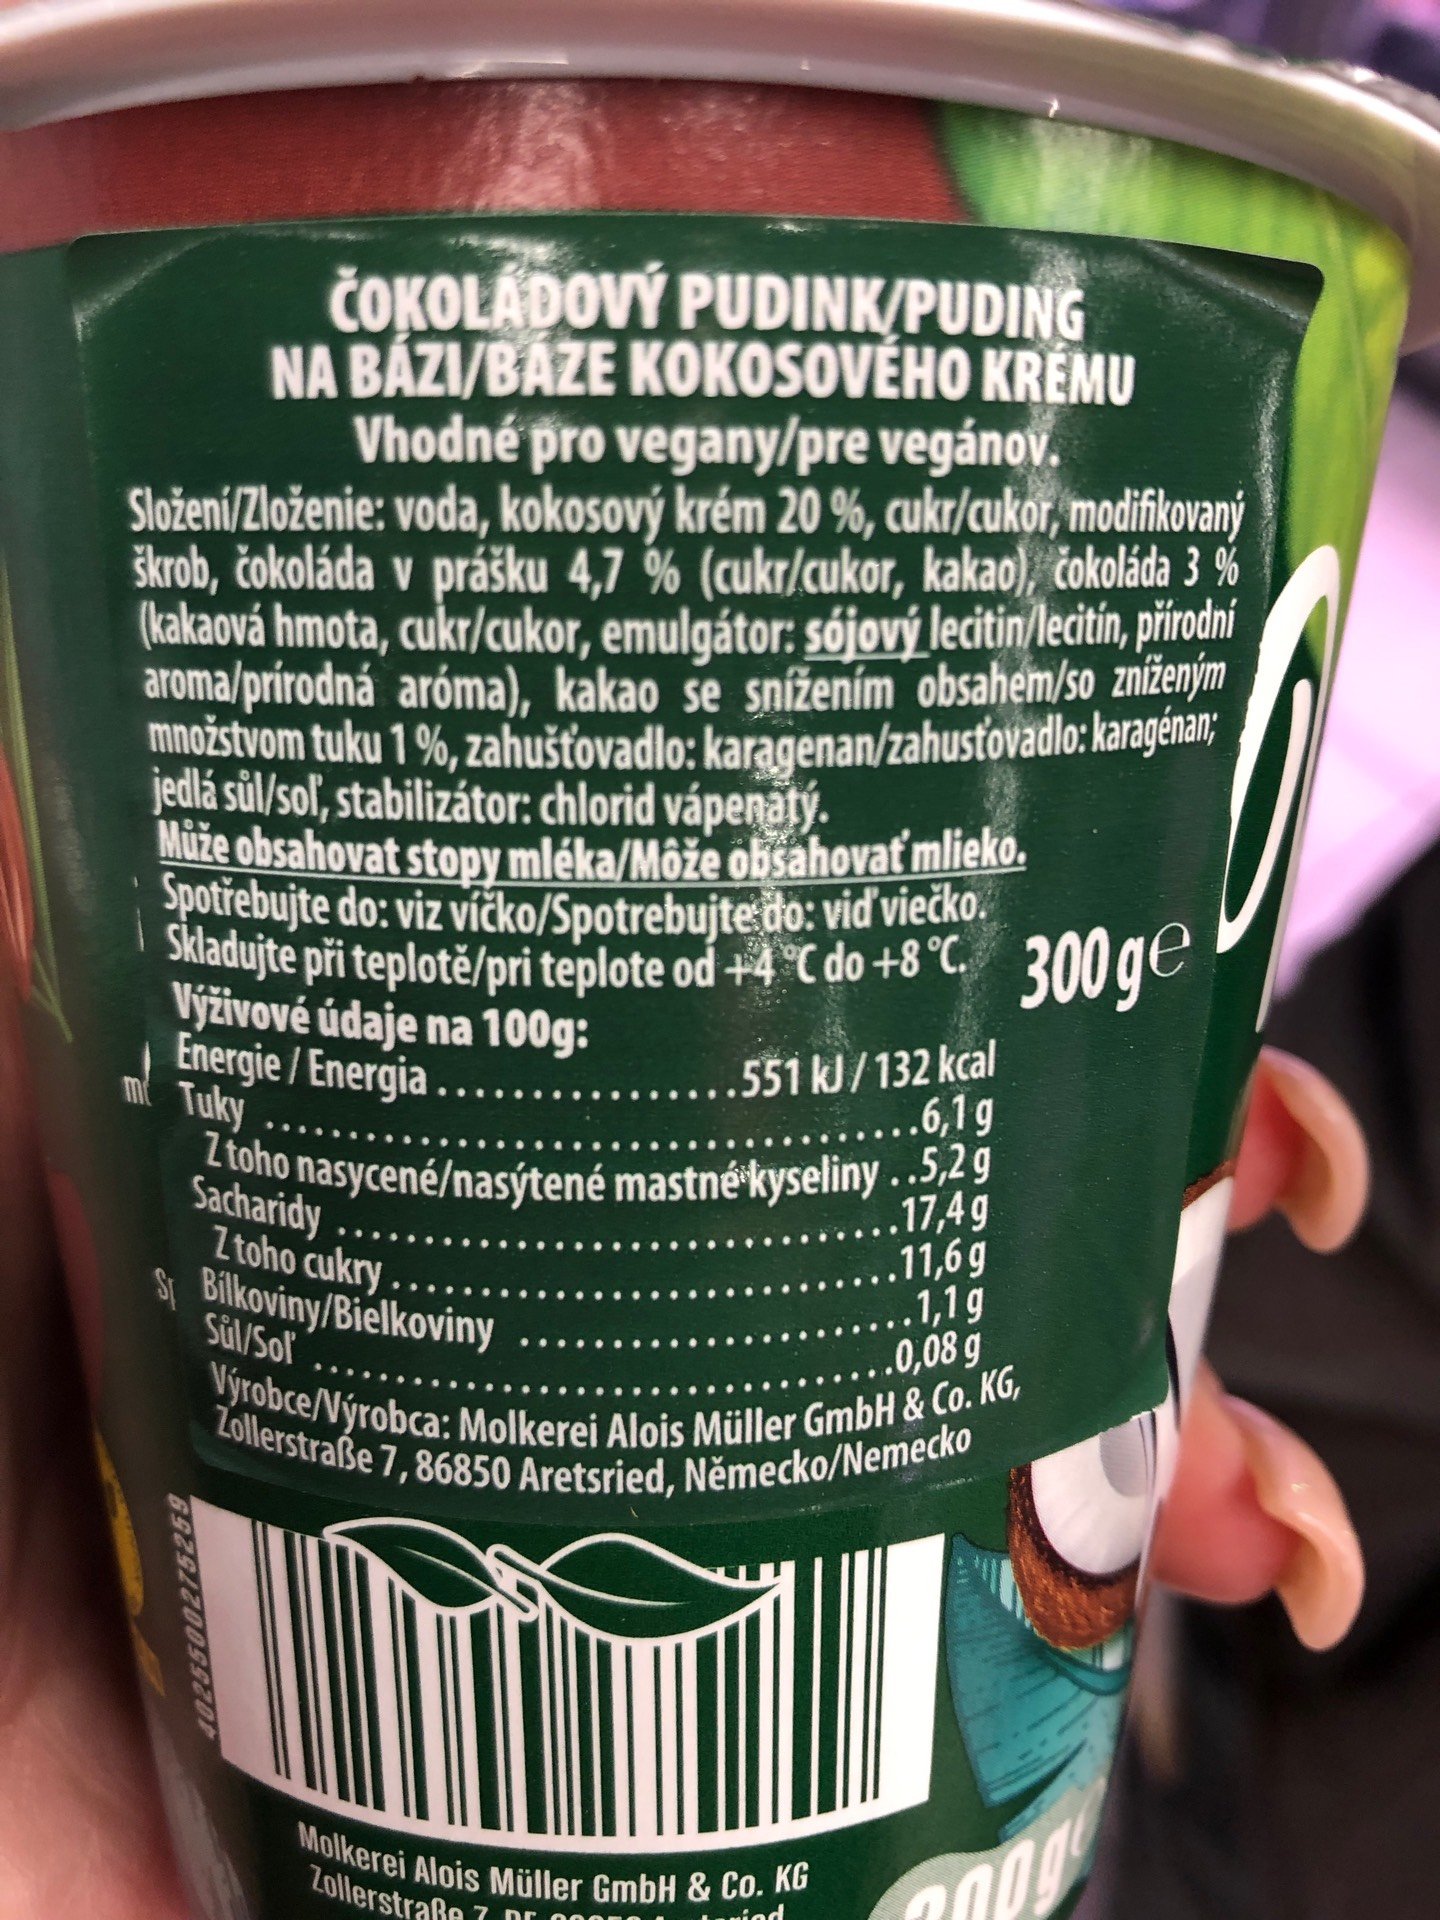 ČOKOLÁDOVÝ PUDINK/PUDING
NA BÁZI/BÁZE KOKOSOVÉHO KRÉMU
Vhodné pro vegany/pre vegánov.
Složení/Zloženie: voda, kokosový krém 20 %, cukr/cukor, modifikovaný
škrob, čokoláda v prášku 4,7 % (cukr/cukor, kakao), čokoláda 3 %
(kakaová hmota, cukr/cukor, emulgátor: sójový lecitin/lecitín, přírodní
aroma/prírodná aróma), kakao se snížením obsahem/so zníženým
množstvom tuku 1 %, zahušťovadlo: karagenan/zahusťovadlo: karagénan;
jedlá sůl/soľ, stabilizátor: chlorid vápenatý.
Může obsahovat stopy mléka/Môže obsahovať mlieko.
Spotřebujte do: viz víčko/Spotrebujte do: viď viečko.
Skladujte při teplotě/pri teplote od +4 °C do +8 °C.
300 g℮
Výživové údaje na 100g:
Energie / Energia ................551 kJ / 132 kcal
Tuky ....................................6,1 g
Z toho nasycené/nasýtené mastné kyseliny ..5,2 g
Sacharidy ..............................17,4 g
Z toho cukry............................11,6 g
Bílkoviny/Bielkoviny ......................1,1 g
Sůl/Soľ ................................0,08 g
Výrobce/Výrobca: Molkerei Alois Müller GmbH & Co. KG,
Zollerstraße 7, 86850 Aretsried, Německo/Nemecko
4025500275259
Molkerei Alois Müller GmbH & Co. KG
Zollerstraße 7,
300g